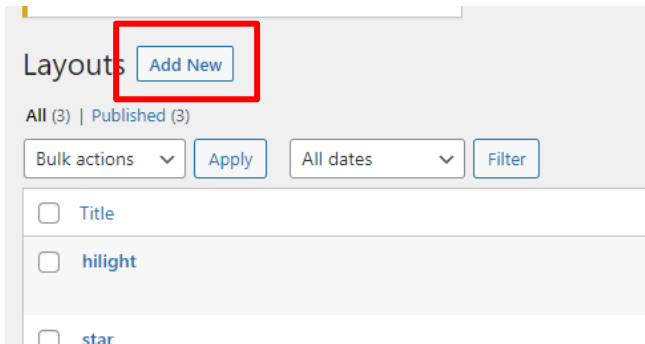 Layouts Add New
All (3) | Published (3)
Bulk actions Apply All dates Filter
Title
hilight
star